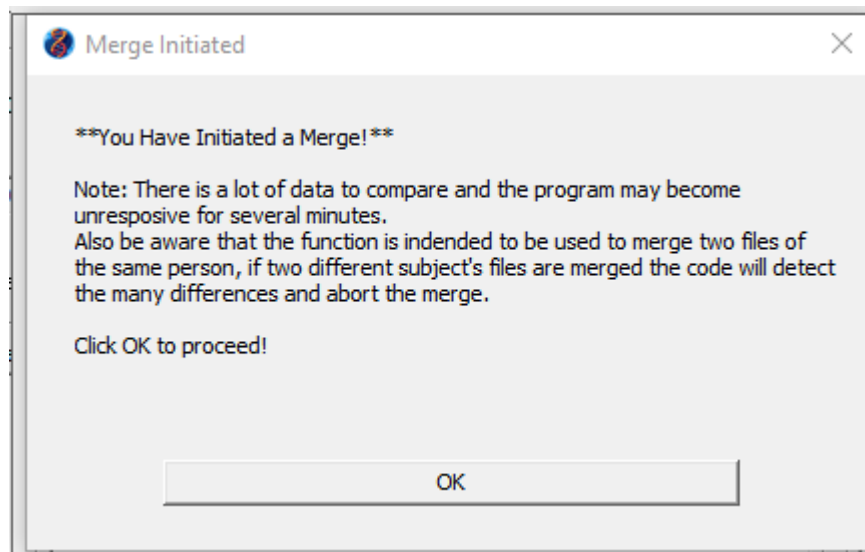 Merge Initiated
**You Have Initiated a Merge!**
Note: There is a lot of data to compare and the program may become
unresposive for several minutes.
Also be aware that the function is indended to be used to merge two files of
the same person, if two different subject's files are merged the code will detect
the many differences and abort the merge.
Click OK to proceed!
OK